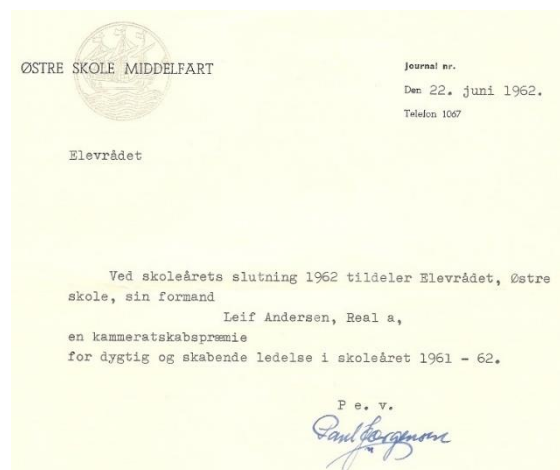 ØSTRE SKOLE MIDDELFART
Journal nr.
Den 22. juni 1962.
Telefon 1067
Elevrådet
Ved skoleårets slutning 1962 tildeler Elevrådet, Østre
skole, sin formand
Leif Andersen, Real a,
en kammeratskabspræmie
for dygtig og skabende ledelse i skoleåret 1961 - 62.
P e. v.
Paul Jørgensen